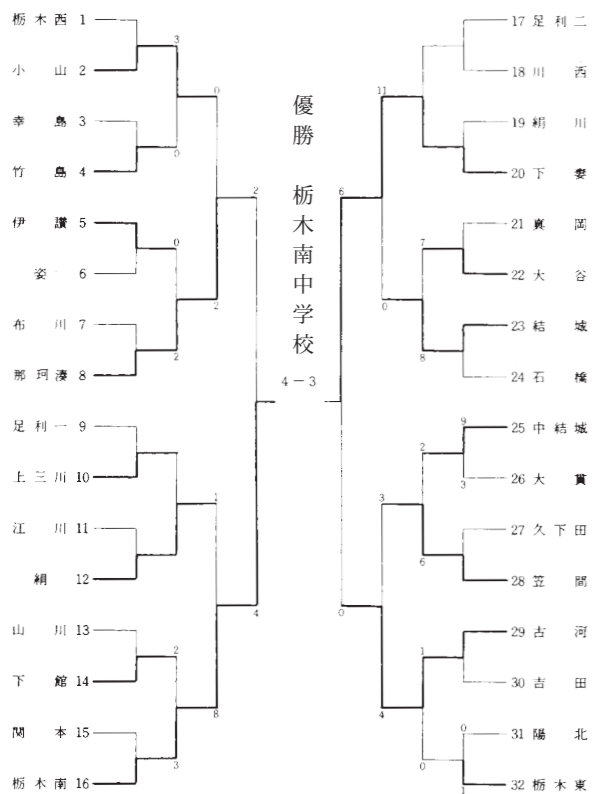 栃木西 1
小山 2
幸島 3
竹島 4
伊讃 5
姿 6
布川 7
那珂湊 8
足利一 9
上三川 10
江川 11
絹 12
山川 13
下館 14
関本 15
栃木南 16
3
0
0
2
0
2
1
8
2
3
2
4
優勝 栃木南中学校
4－3
6
0
11
0
7
8
3
4
2
6
9
3
1
0
0
1
17 足利二
18 川西
19 絹川
20 下妻
21 真岡
22 大谷
23 結城
24 石橋
25 中結城
26 大貫
27 久下田
28 笠間
29 古河
30 吉田
31 陽北
32 栃木東